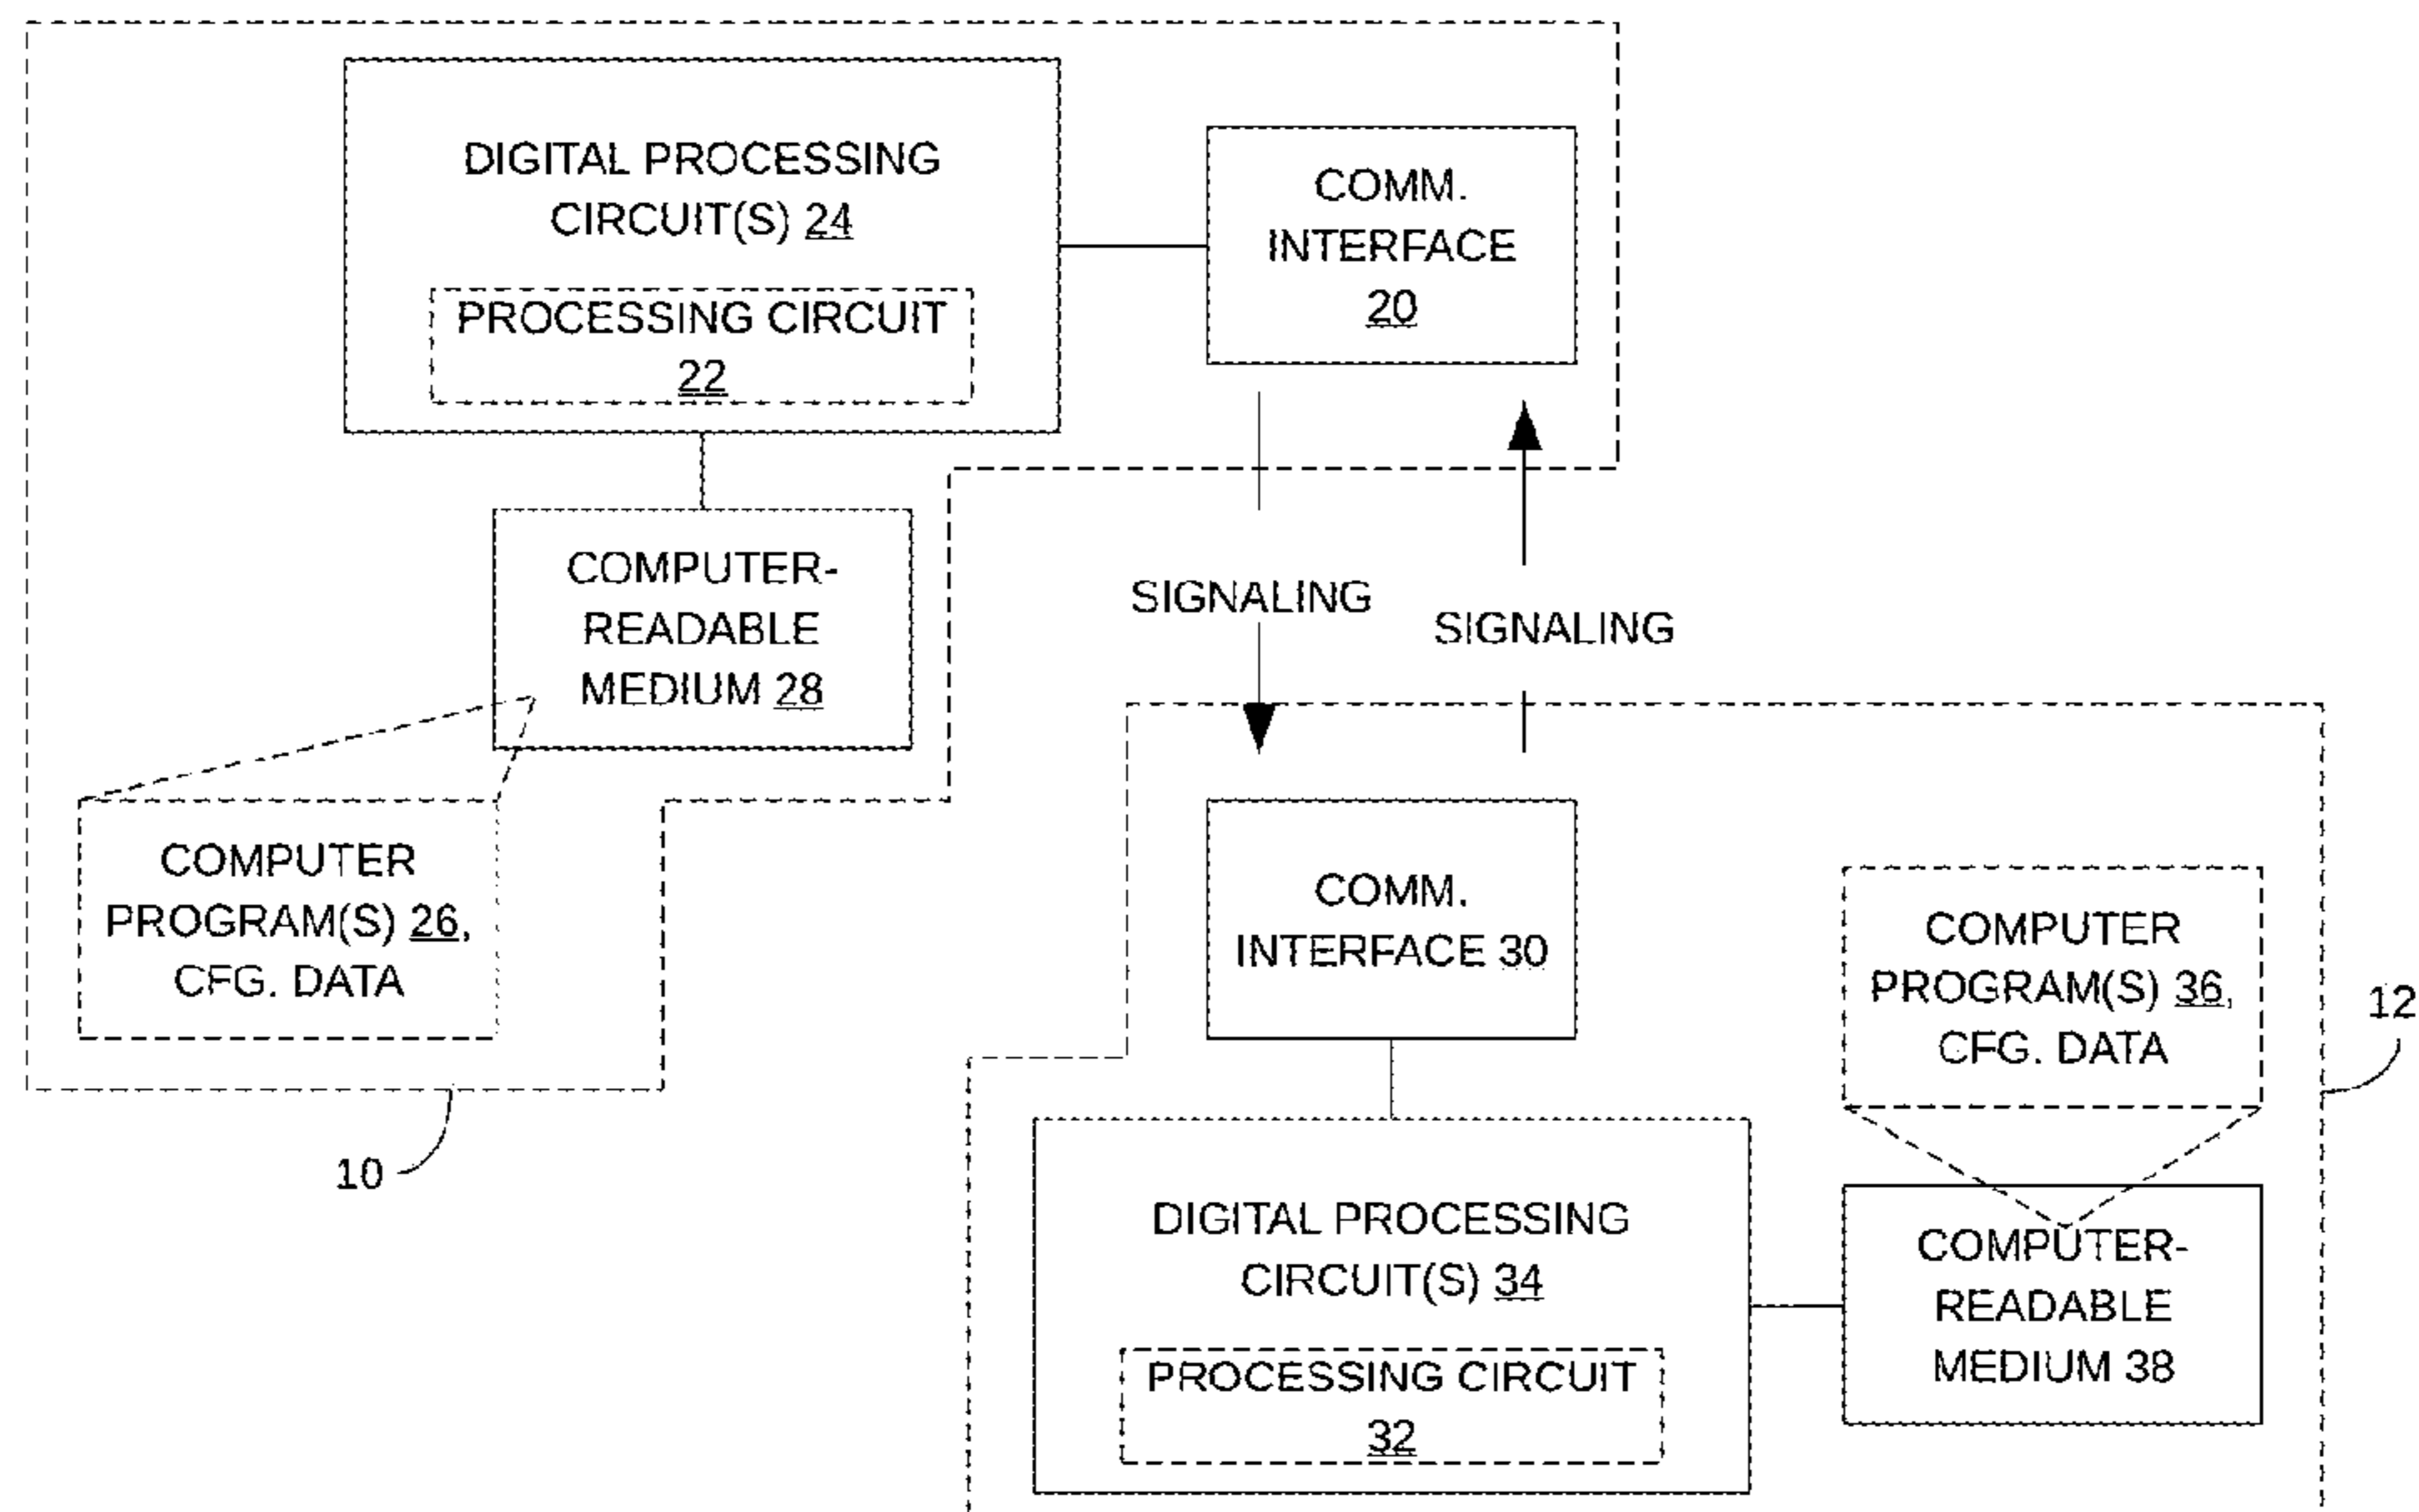 DIGITAL PROCESSING
CIRCUIT(S) 24
PROCESSING CIRCUIT
22
COMM.
INTERFACE
20
COMPUTER-
READABLE
MEDIUM 28
SIGNALING
SIGNALING
COMPUTER
PROGRAM(S) 26,
CFG. DATA
10
COMM.
INTERFACE 30
COMPUTER
PROGRAM(S) 36,
CFG. DATA
12
DIGITAL PROCESSING
CIRCUIT(S) 34
PROCESSING CIRCUIT
32
COMPUTER-
READABLE
MEDIUM 38